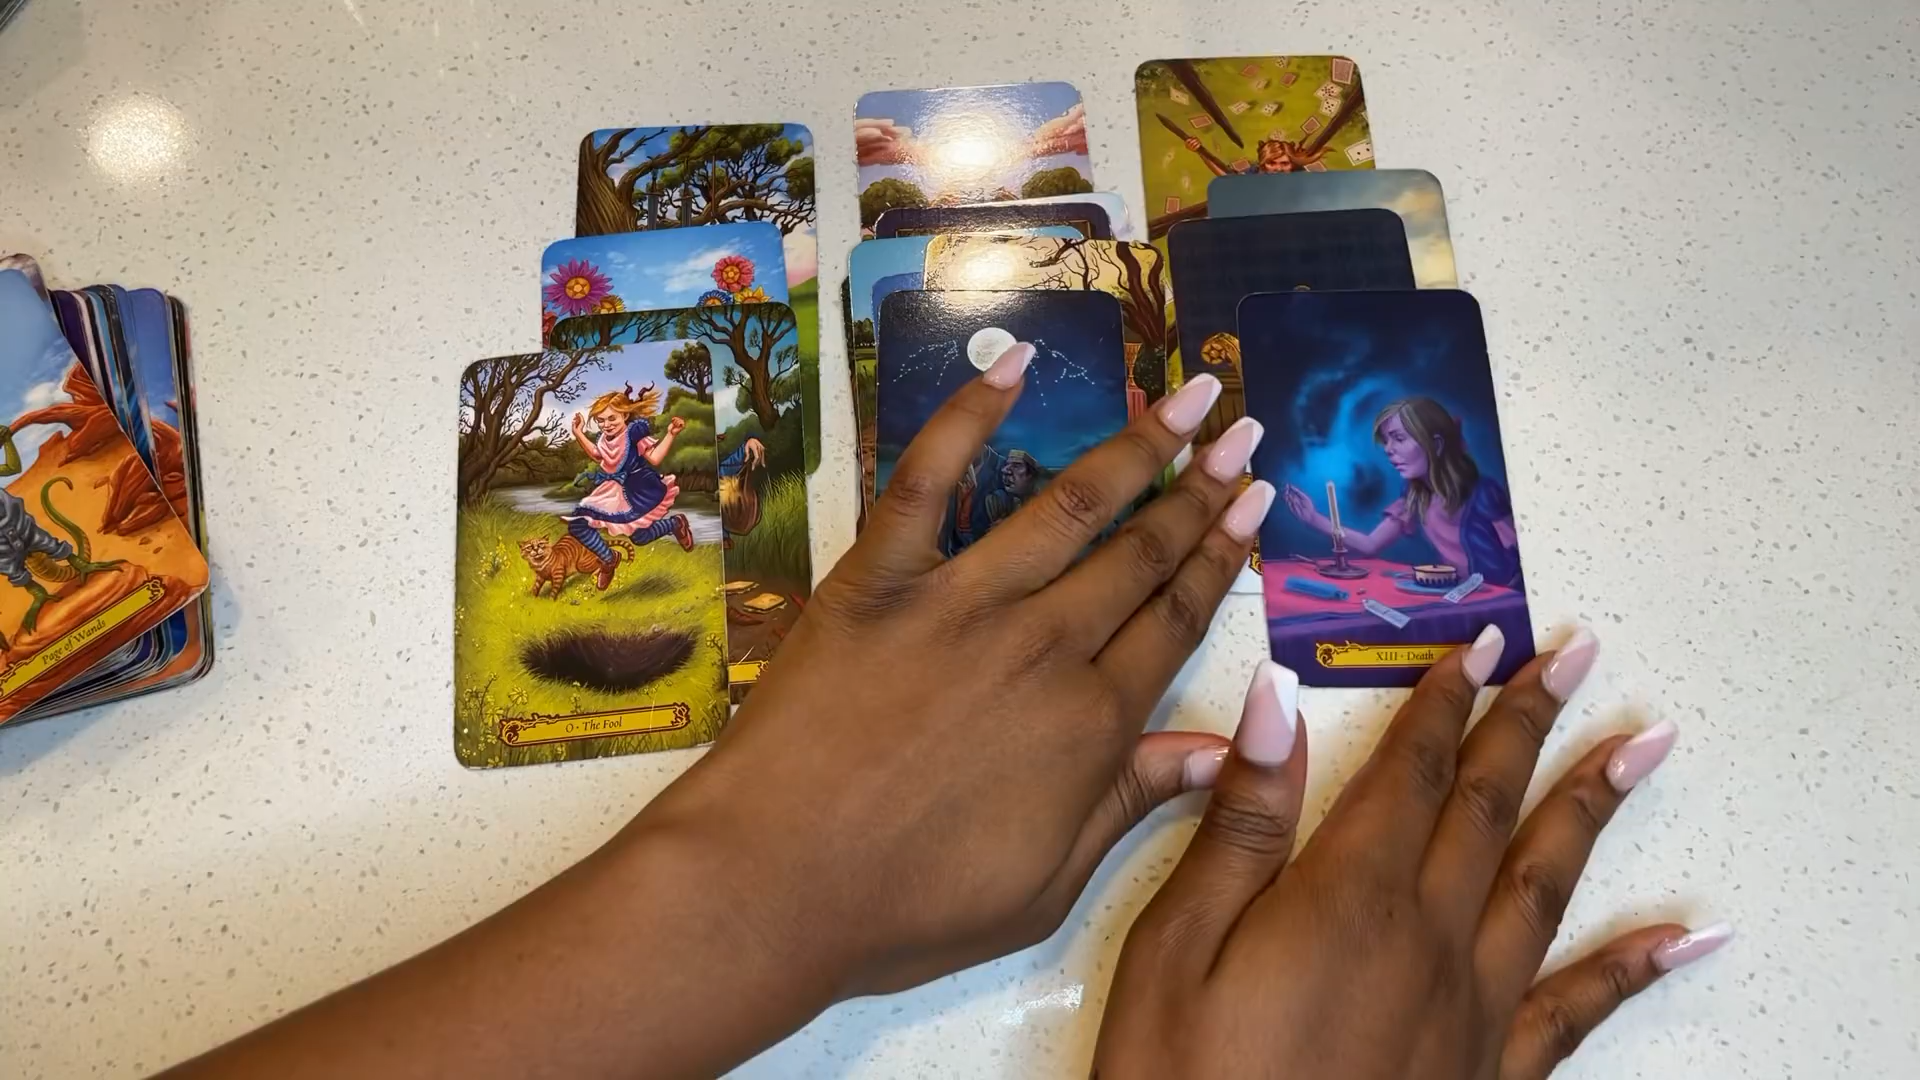 Page of Wands
0 · The Fool
XIII · Death